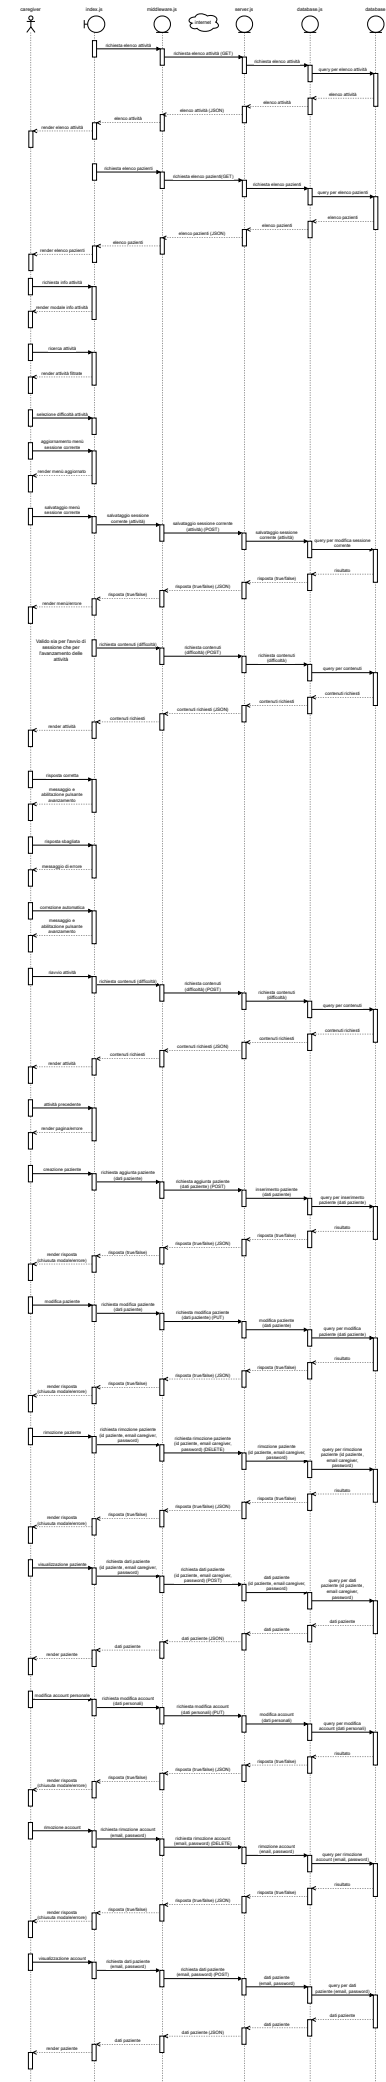 caregiver
index.js
middleware.js
internet
server.js
database.js
database
richiesta elenco attività
richiesta elenco attività (GET)
richiesta elenco attività
query per elenco attività
elenco attività
elenco attività
elenco attività (JSON)
elenco attività
render elenco attività
richiesta elenco pazienti
richiesta elenco pazienti(GET)
richiesta elenco pazienti
query per elenco pazienti
elenco pazienti
elenco pazienti
elenco pazienti (JSON)
elenco pazienti
render elenco pazienti
richiesta info attività
render modale info attività
ricerca attività
render attività filtrate
selezione difficoltà attività
aggiornamento menù
sessione corrente
render menù aggiornato
salvataggio menù
sessione corrente
salvataggio sessione
corrente (attività)
salvataggio sessione corrente
(attività) (POST)
salvataggio sessione
corrente (attività)
query per modifica sessione
corrente
risultato
risposta (true/false)
risposta (true/false) (JSON)
risposta (true/false)
render menù/errore
Valido sia per l'avvio di
sessione che per
l'avanzamento delle
attività
richiesta contenuti (difficoltà)
richiesta contenuti
(difficoltà) (POST)
richiesta contenuti
(difficoltà)
query per contenuti
contenuti richiesti
contenuti richiesti
contenuti richiesti (JSON)
contenuti richiesti
render attività
risposta corretta
messaggio e
abilitazione pulsante
avanzamento
risposta sbagliata
messaggio di errore
correzione automatica
messaggio e
abilitazione pulsante
avanzamento
riavvio attività
richiesta contenuti (difficoltà)
richiesta contenuti
(difficoltà) (POST)
richiesta contenuti
(difficoltà)
query per contenuti
contenuti richiesti
contenuti richiesti
contenuti richiesti (JSON)
contenuti richiesti
render attività
attività precedente
render pagina/errore
creazione paziente
richiesta aggiunta paziente
(dati paziente)
richiesta aggiunta paziente
(dati paziente) (POST)
inserimento paziente
(dati paziente)
query per inserimento
paziente (dati paziente)
risultato
risposta (true/false)
risposta (true/false) (JSON)
risposta (true/false)
render risposta
(chiusura modale/errore)
modifica paziente
richiesta modifica paziente
(dati paziente)
richiesta modifica paziente
(dati paziente) (PUT)
modifica paziente
(dati paziente)
query per modifica
paziente (dati paziente)
risultato
risposta (true/false)
risposta (true/false) (JSON)
risposta (true/false)
render risposta
(chiusura modale/errore)
rimozione paziente
richiesta rimozione paziente
(id paziente, email caregiver,
password)
richiesta rimozione paziente
(id paziente, email caregiver,
password) (DELETE)
rimozione paziente
(id paziente, email caregiver,
password)
query per rimozione
paziente (id paziente,
email caregiver,
password)
risultato
risposta (true/false)
risposta (true/false) (JSON)
risposta (true/false)
render risposta
(chiusura modale/errore)
visualizzazione paziente
richiesta dati paziente
(id paziente, email caregiver,
password)
richiesta dati paziente
(id paziente, email caregiver,
password) (POST)
dati paziente
(id paziente, email caregiver,
password)
query per dati
paziente (id paziente,
email caregiver,
password)
dati paziente
dati paziente
dati paziente (JSON)
dati paziente
render paziente
modifica account personale
richiesta modifica account
(dati personali)
richiesta modifica account
(dati personali) (PUT)
modifica account
(dati personali)
query per modifica
account (dati personali)
risultato
risposta (true/false)
risposta (true/false) (JSON)
risposta (true/false)
render risposta
(chiusura modale/errore)
rimozione account
richiesta rimozione account
(email, password)
richiesta rimozione account
(email, password) (DELETE)
rimozione account
(email, password)
query per rimozione
account (email, password)
risultato
risposta (true/false)
risposta (true/false) (JSON)
risposta (true/false)
render risposta
(chiusura modale/errore)
visualizzazione account
richiesta dati paziente
(email, password)
richiesta dati paziente
(email, password) (POST)
dati paziente
(email, password)
query per dati
paziente (email, password)
dati paziente
dati paziente
dati paziente (JSON)
dati paziente
render paziente